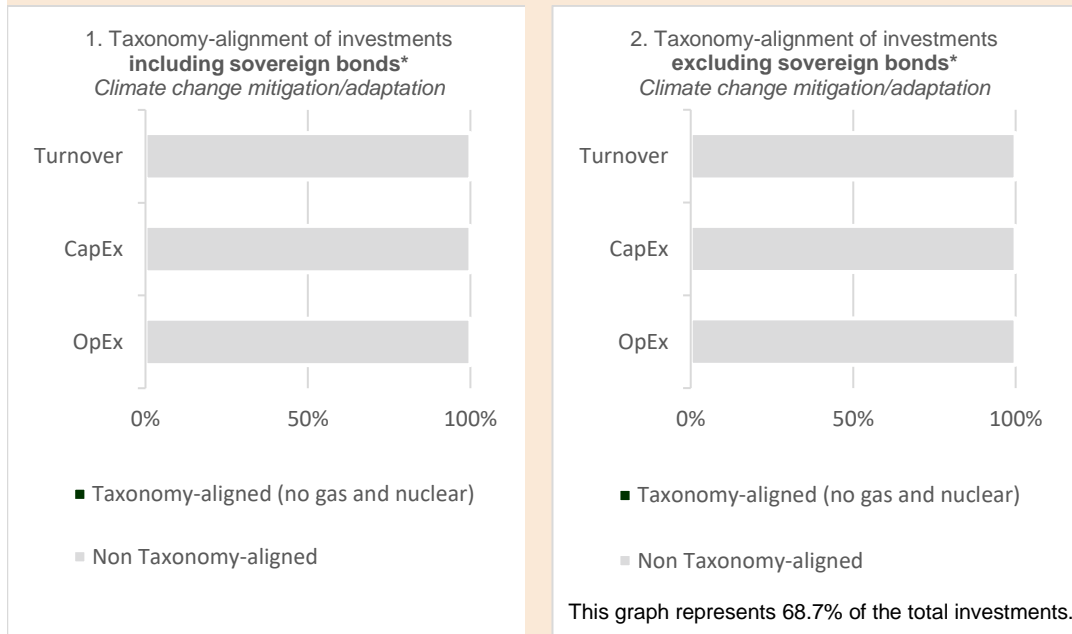 1. Taxonomy-alignment of investments
including sovereign bonds*
Climate change mitigation/adaptation
Turnover
CapEx
OpEx
0% 50% 100%
Taxonomy-aligned (no gas and nuclear)
Non Taxonomy-aligned
2. Taxonomy-alignment of investments
excluding sovereign bonds*
Climate change mitigation/adaptation
Turnover
CapEx
OpEx
0% 50% 100%
Taxonomy-aligned (no gas and nuclear)
Non Taxonomy-aligned
This graph represents 68.7% of the total investments.